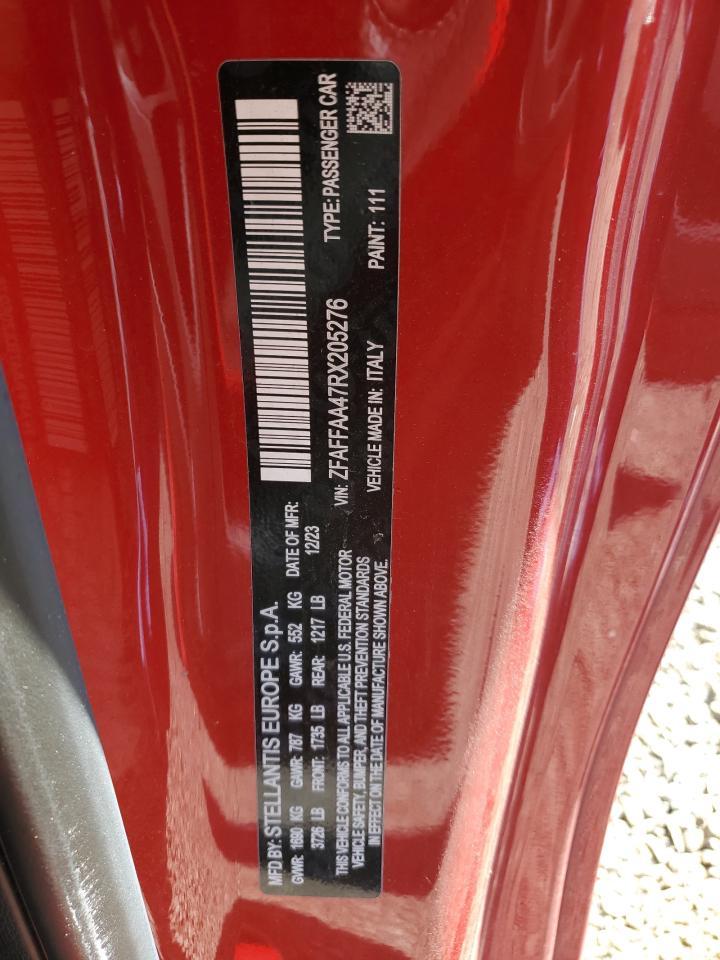 MFD BY: STELLANTIS EUROPE S.p.A.
GVWR: 1690 KG GAWR: 787 KG GAWR: 552 KG DATE OF MFR:
3726 LB FRONT: 1735 LB REAR: 1217 LB 12/23
THIS VEHICLE CONFORMS TO ALL APPLICABLE U.S. FEDERAL MOTOR
VEHICLE SAFETY, BUMPER, AND THEFT PREVENTION STANDARDS
IN EFFECT ON THE DATE OF MANUFACTURE SHOWN ABOVE.
VIN: ZFAFFAA47RX205276 TYPE: PASSENGER CAR
VEHICLE MADE IN: ITALY PAINT: 111